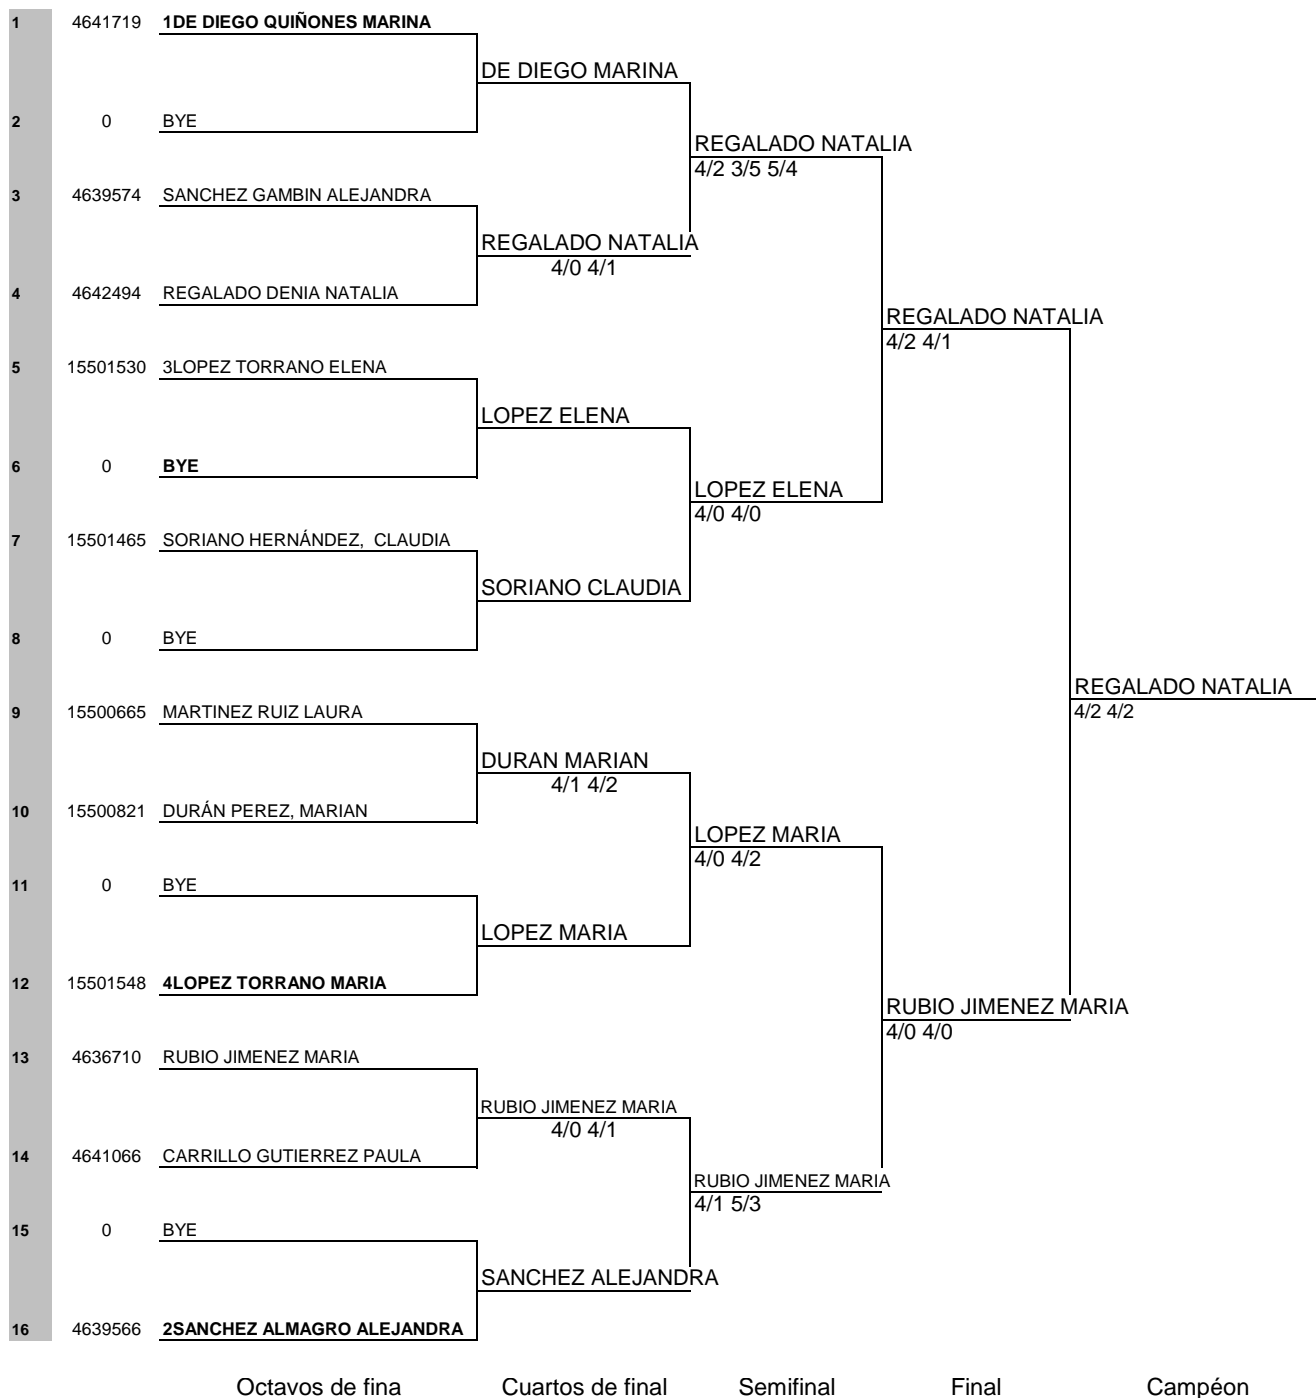 1 4641719 1DE DIEGO QUIÑONES MARINA
DE DIEGO MARINA
2 0 BYE
REGALADO NATALIA
4/2 3/5 5/4
3 4639574 SANCHEZ GAMBIN ALEJANDRA
REGALADO NATALIA
4/0 4/1
4 4642494 REGALADO DENIA NATALIA
REGALADO NATALIA
4/2 4/1
5 15501530 3LOPEZ TORRANO ELENA
LOPEZ ELENA
6 0 BYE
LOPEZ ELENA
4/0 4/0
7 15501465 SORIANO HERNÁNDEZ, CLAUDIA
SORIANO CLAUDIA
8 0 BYE
REGALADO NATALIA
4/2 4/2
9 15500665 MARTINEZ RUIZ LAURA
DURAN MARIAN
4/1 4/2
10 15500821 DURÁN PEREZ, MARIAN
LOPEZ MARIA
4/0 4/2
11 0 BYE
LOPEZ MARIA
12 15501548 4LOPEZ TORRANO MARIA
RUBIO JIMENEZ MARIA
4/0 4/0
13 4636710 RUBIO JIMENEZ MARIA
RUBIO JIMENEZ MARIA
4/0 4/1
14 4641066 CARRILLO GUTIERREZ PAULA
RUBIO JIMENEZ MARIA
4/1 5/3
15 0 BYE
SANCHEZ ALEJANDRA
16 4639566 2SANCHEZ ALMAGRO ALEJANDRA
Octavos de fina Cuartos de final Semifinal Final Campéon